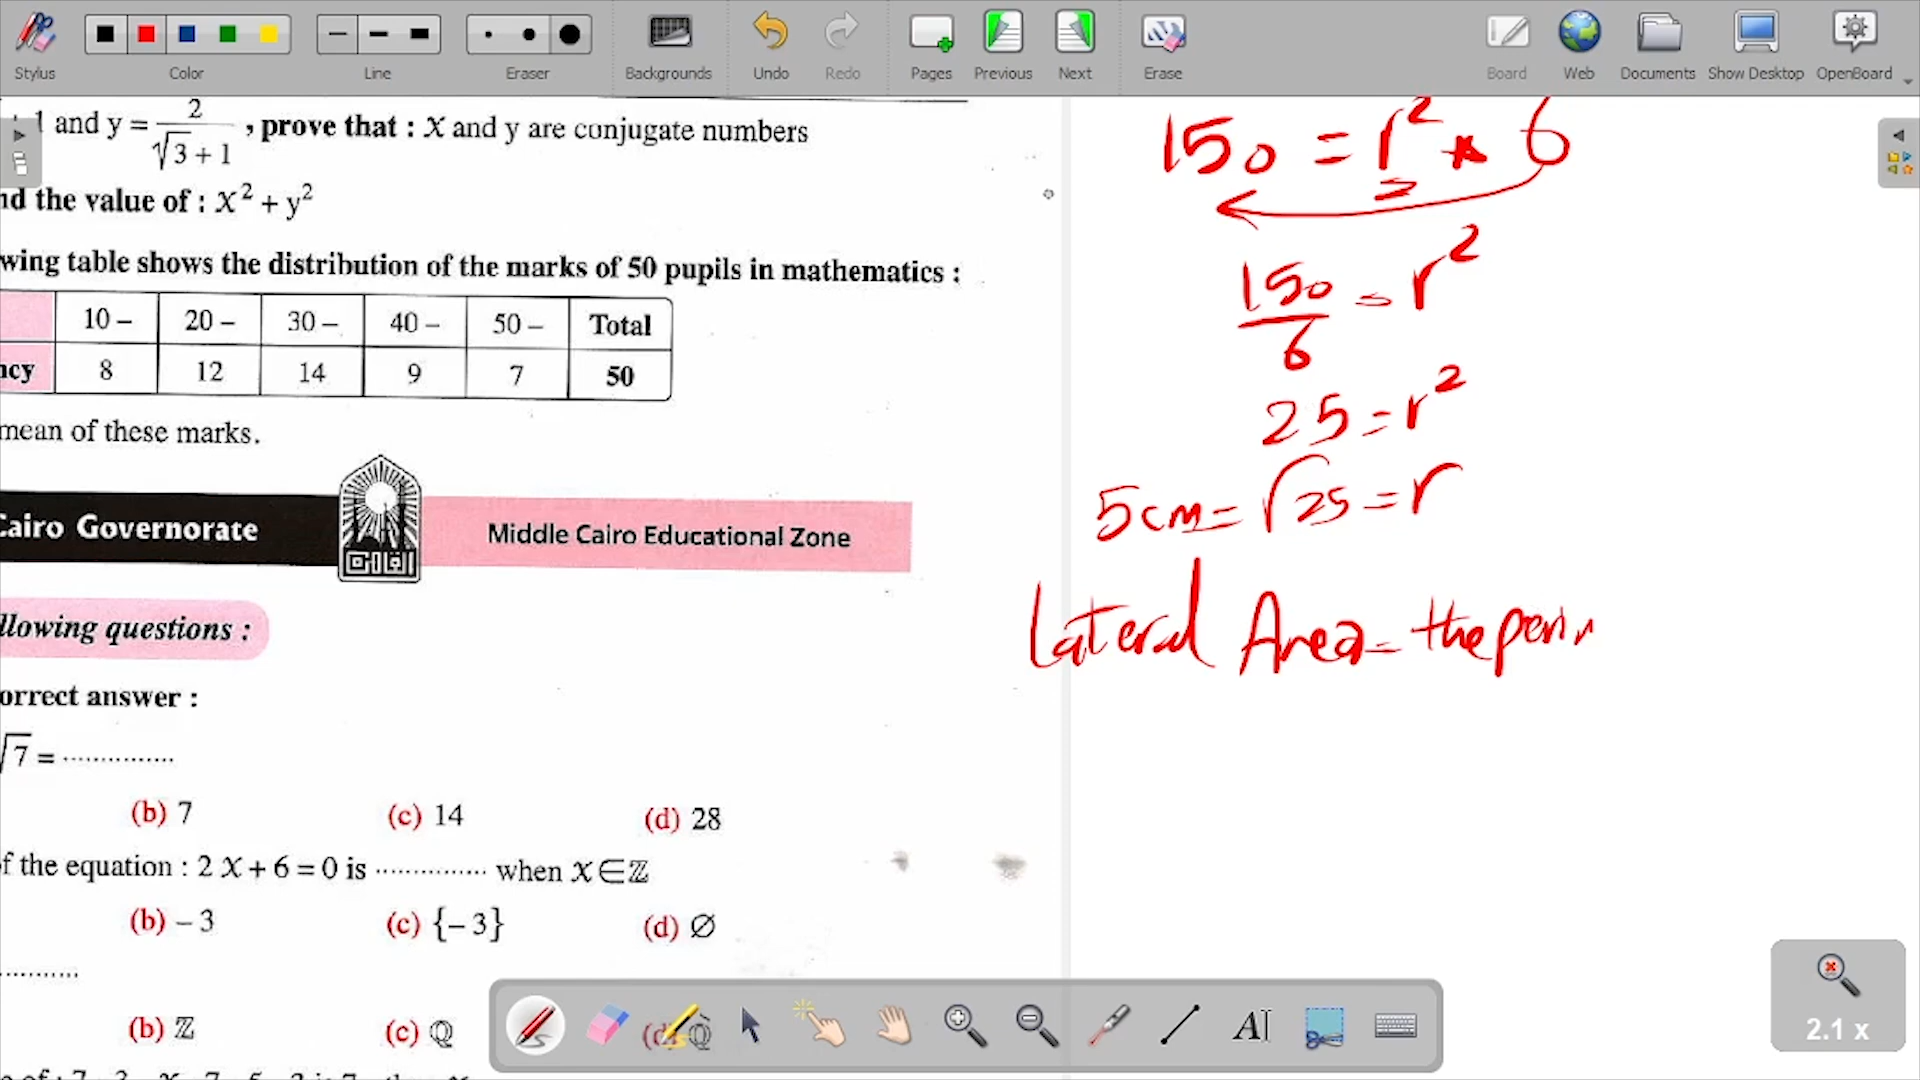 Stylus
Color
Line
Eraser
Backgrounds
Undo
Redo
Pages
Previous
Next
Erase
Board
Web
Documents
Show Desktop
OpenBoard
1 and y = 2/(√3 + 1) , prove that : X and y are conjugate numbers
nd the value of : X² + y²
wing table shows the distribution of the marks of 50 pupils in mathematics :
10 – 20 – 30 – 40 – 50 – Total
ncy 8 12 14 9 7 50
mean of these marks.
Cairo Governorate
Middle Cairo Educational Zone
llowing questions :
orrect answer :
√7 = ..............
(b) 7 (c) 14 (d) 28
f the equation : 2 X + 6 = 0 is .............. when X ∈ ℤ
(b) – 3 (c) {– 3} (d) ∅
...........
(b) ℤ (c) ℚ
150 = r² × 6
150/6 = r²
25 = r²
5 cm = √25 = r
Lateral Area = the perim
2.1 x